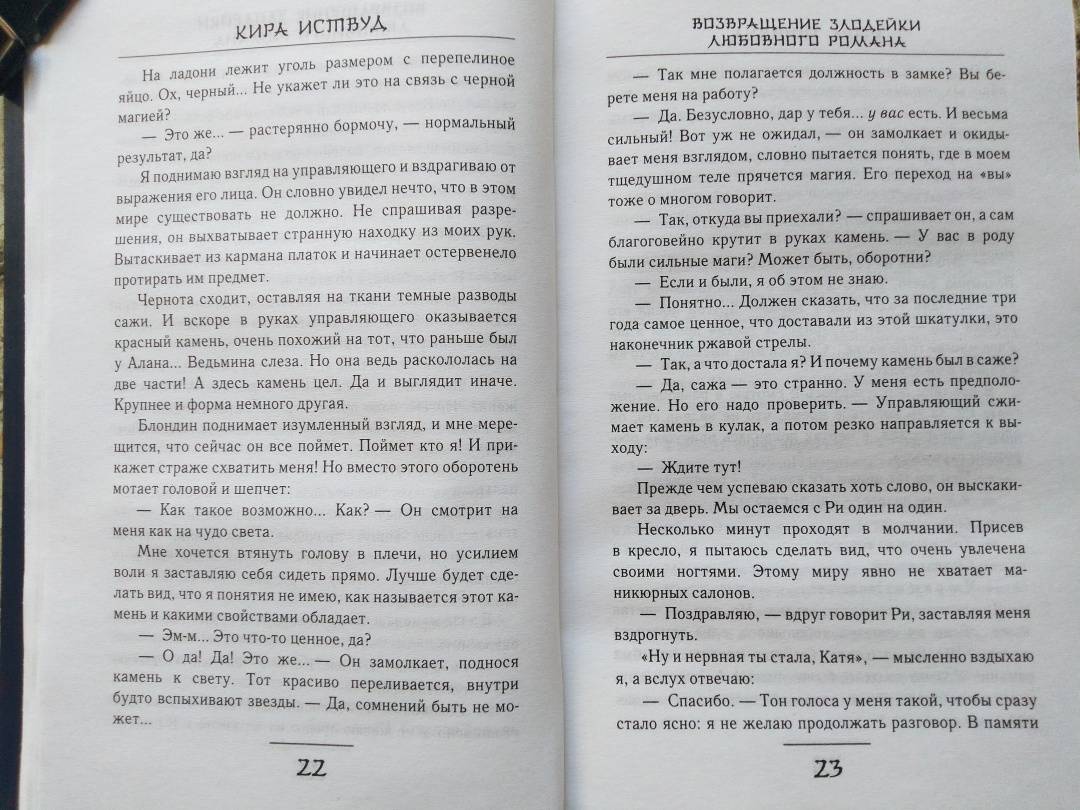 КИРА ИСТВУД
На ладони лежит уголь размером с перепелиное
яйцо. Ох, черный... Не укажет ли это на связь с черной
магией?
— Это же... — растерянно бормочу, — нормальный
результат, да?
Я поднимаю взгляд на управляющего и вздрагиваю от
выражения его лица. Он словно увидел нечто, что в этом
мире существовать не должно. Не спрашивая разре-
шения, он выхватывает странную находку из моих рук.
Вытаскивает из кармана платок и начинает остервенело
протирать им предмет.
Чернота сходит, оставляя на ткани темные разводы
сажи. И вскоре в руках управляющего оказывается
красный камень, очень похожий на тот, что раньше был
у Алана... Ведьмина слеза. Но она ведь раскололась на
две части! А здесь камень цел. Да и выглядит иначе.
Крупнее и форма немного другая.
Блондин поднимает изумленный взгляд, и мне мере-
щится, что сейчас он все поймет. Поймет кто я! И при-
кажет страже схватить меня! Но вместо этого оборотень
мотает головой и шепчет:
— Как такое возможно... Как? — Он смотрит на
меня как на чудо света.
Мне хочется втянуть голову в плечи, но усилием
воли я заставляю себя сидеть прямо. Лучше будет сде-
лать вид, что я понятия не имею, как называется этот ка-
мень и какими свойствами обладает.
— Эм-м... Это что-то ценное, да?
— О да! Да! Это же... — Он замолкает, поднося
камень к свету. Тот красиво переливается, внутри
будто вспыхивают звезды. — Да, сомнений быть не мо-
жет...
22
ВОЗВРАЩЕНИЕ ЗЛОДЕЙКИ
ЛЮБОВНОГО РОМАНА
— Так мне полагается должность в замке? Вы бе-
рете меня на работу?
— Да. Безусловно, дар у тебя... у вас есть. И весьма
сильный! Вот уж не ожидал, — он замолкает и окиды-
вает меня взглядом, словно пытается понять, где в моем
тщедушном теле прячется магия. Его переход на «вы»
тоже о многом говорит.
— Так, откуда вы приехали? — спрашивает он, а сам
благоговейно крутит в руках камень. — У вас в роду
были сильные маги? Может быть, оборотни?
— Если и были, я об этом не знаю.
— Понятно... Должен сказать, что за последние три
года самое ценное, что доставали из этой шкатулки, это
наконечник ржавой стрелы.
— Так, а что достала я? И почему камень был в саже?
— Да, сажа — это странно. У меня есть предполо-
жение. Но его надо проверить. — Управляющий сжи-
мает камень в кулак, а потом резко направляется к вы-
ходу:
— Ждите тут!
Прежде чем успеваю сказать хоть слово, он выскаки-
вает за дверь. Мы остаемся с Ри один на один.
Несколько минут проходят в молчании. Присев
в кресло, я пытаюсь сделать вид, что очень увлечена
своими ногтями. Этому миру явно не хватает ма-
никюрных салонов.
— Поздравляю, — вдруг говорит Ри, заставляя меня
вздрогнуть.
"Ну и нервная ты стала, Катя», — мысленно вздыхаю
я, а вслух отвечаю:
— Спасибо. — Тон голоса у меня такой, чтобы сразу
стало ясно: я не желаю продолжать разговор. В памяти
23